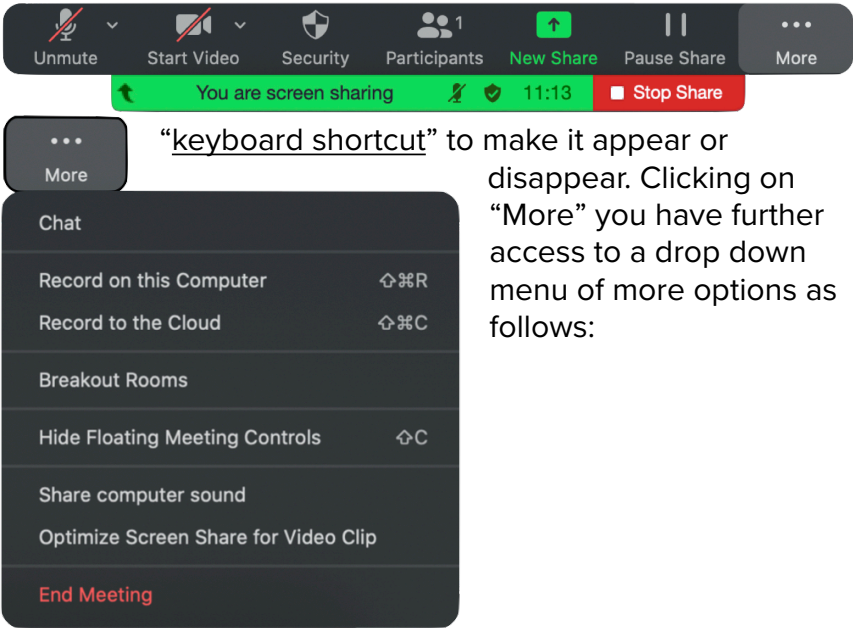 1
Unmute Start Video Security Participants New Share Pause Share More
You are screen sharing 11:13 Stop Share
More
“keyboard shortcut” to make it appear or
disappear. Clicking on
“More” you have further
access to a drop down
menu of more options as
follows:
Chat
Record on this Computer ⇧⌘R
Record to the Cloud ⇧⌘C
Breakout Rooms
Hide Floating Meeting Controls ⇧C
Share computer sound
Optimize Screen Share for Video Clip
End Meeting